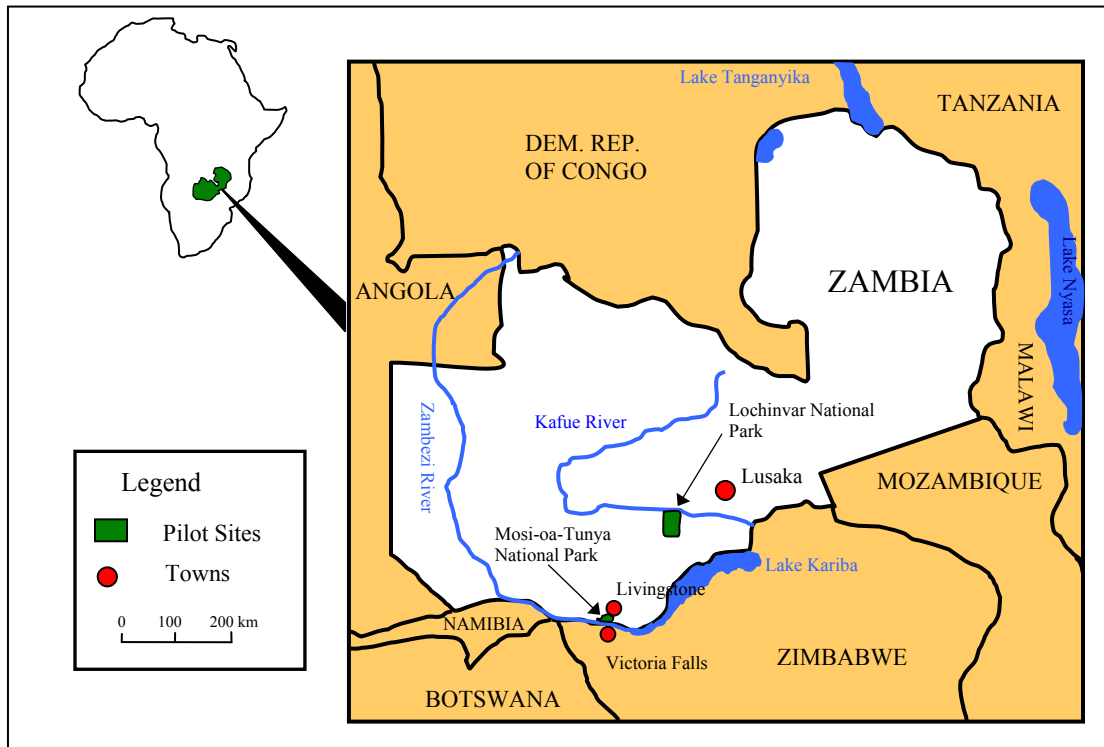 Lake Tanganyika
TANZANIA
DEM. REP.
OF CONGO
ZAMBIA
ANGOLA
Lake Nyasa
MALAWI
Zambezi River
Kafue River
Lochinvar National
Park
Lusaka
MOZAMBIQUE
Mosi-oa-Tunya
National Park
Lake Kariba
Livingstone
NAMIBIA
Victoria Falls
ZIMBABWE
BOTSWANA
Legend
Pilot Sites
Towns
0 100 200 km